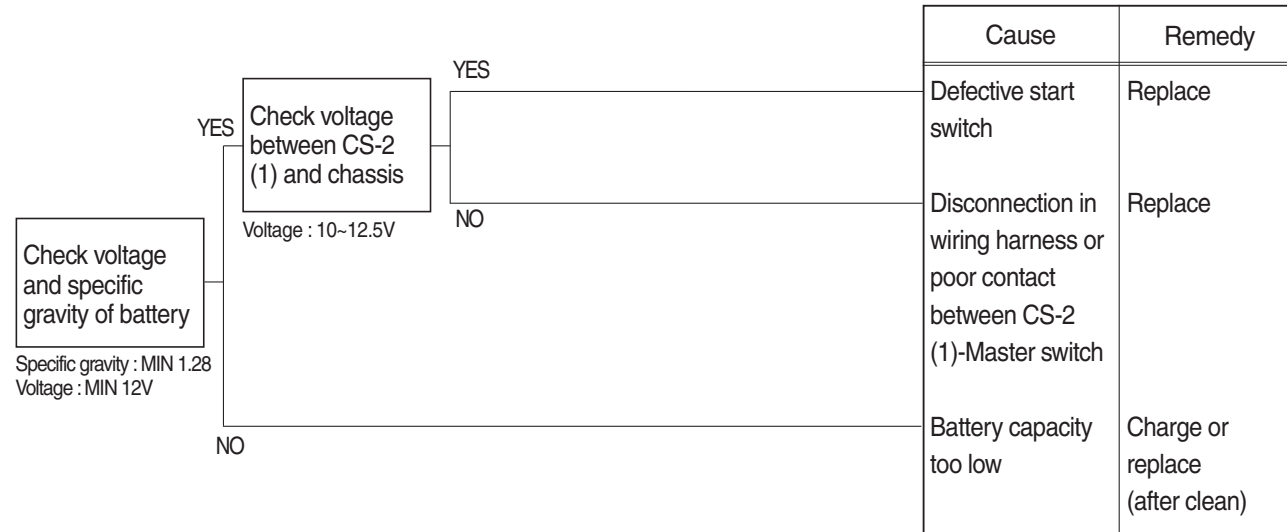 Cause
Remedy
YES
Defective start
switch
Replace
YES
Check voltage
between CS-2
(1) and chassis
Voltage : 10~12.5V
NO
Disconnection in
wiring harness or
poor contact
between CS-2
(1)-Master switch
Replace
Check voltage
and specific
gravity of battery
Specific gravity : MIN 1.28
Voltage : MIN 12V
NO
Battery capacity
too low
Charge or
replace
(after clean)